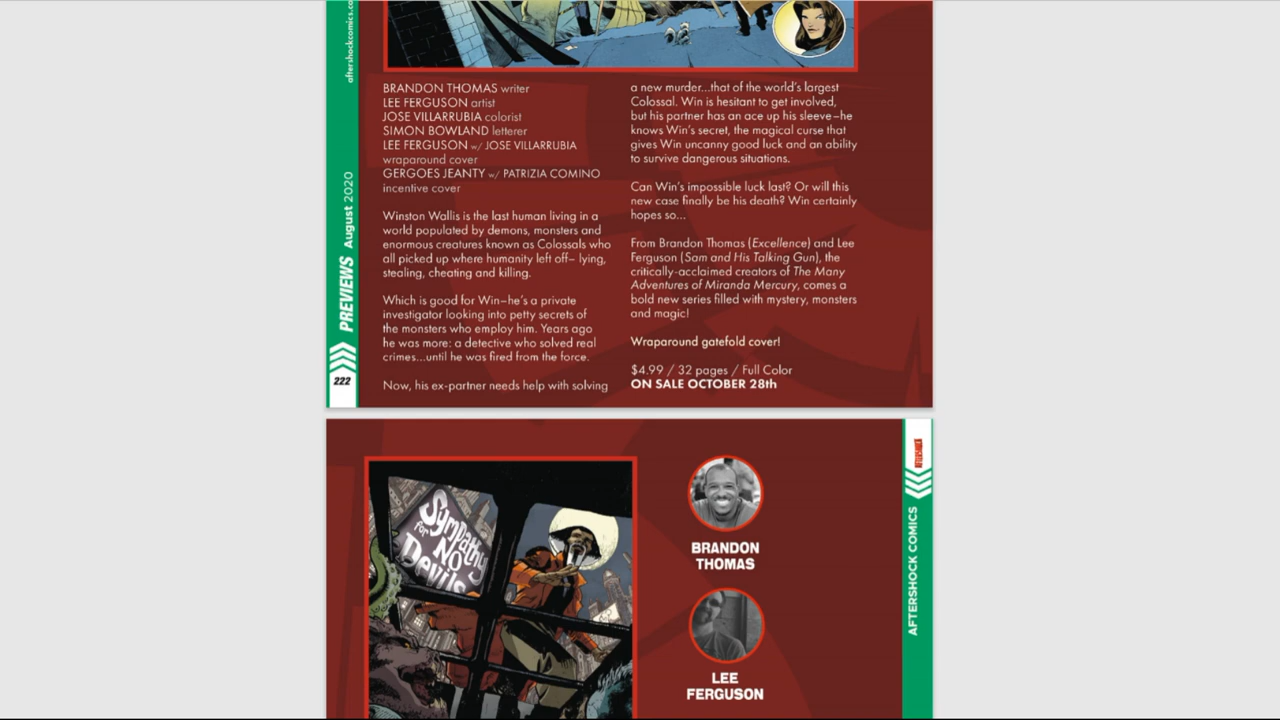 aftershockcomics.co
PREVIEWS August 2020
222
BRANDON THOMAS writer
LEE FERGUSON artist
JOSE VILLARRUBIA colorist
SIMON BOWLAND letterer
LEE FERGUSON w/ JOSE VILLARRUBIA
wraparound cover
GERGOES JEANTY w/ PATRIZIA COMINO
incentive cover
Winston Wallis is the last human living in a
world populated by demons, monsters and
enormous creatures known as Colossals who
all picked up where humanity left off– lying,
stealing, cheating and killing.
Which is good for Win–he's a private
investigator looking into petty secrets of
the monsters who employ him. Years ago
he was more: a detective who solved real
crimes...until he was fired from the force.
Now, his ex-partner needs help with solving
a new murder...that of the world's largest
Colossal. Win is hesitant to get involved,
but his partner has an ace up his sleeve–he
knows Win's secret, the magical curse that
gives Win uncanny good luck and an ability
to survive dangerous situations.
Can Win's impossible luck last? Or will this
new case finally be his death? Win certainly
hopes so...
From Brandon Thomas (Excellence) and Lee
Ferguson (Sam and His Talking Gun), the
critically-acclaimed creators of The Many
Adventures of Miranda Mercury, comes a
bold new series filled with mystery, monsters
and magic!
Wraparound gatefold cover!
$4.99 / 32 pages / Full Color
ON SALE OCTOBER 28th
Sympathy
for NO
Devils
BRANDON
THOMAS
LEE
FERGUSON
AFTERSHOCK
AFTERSHOCK COMICS